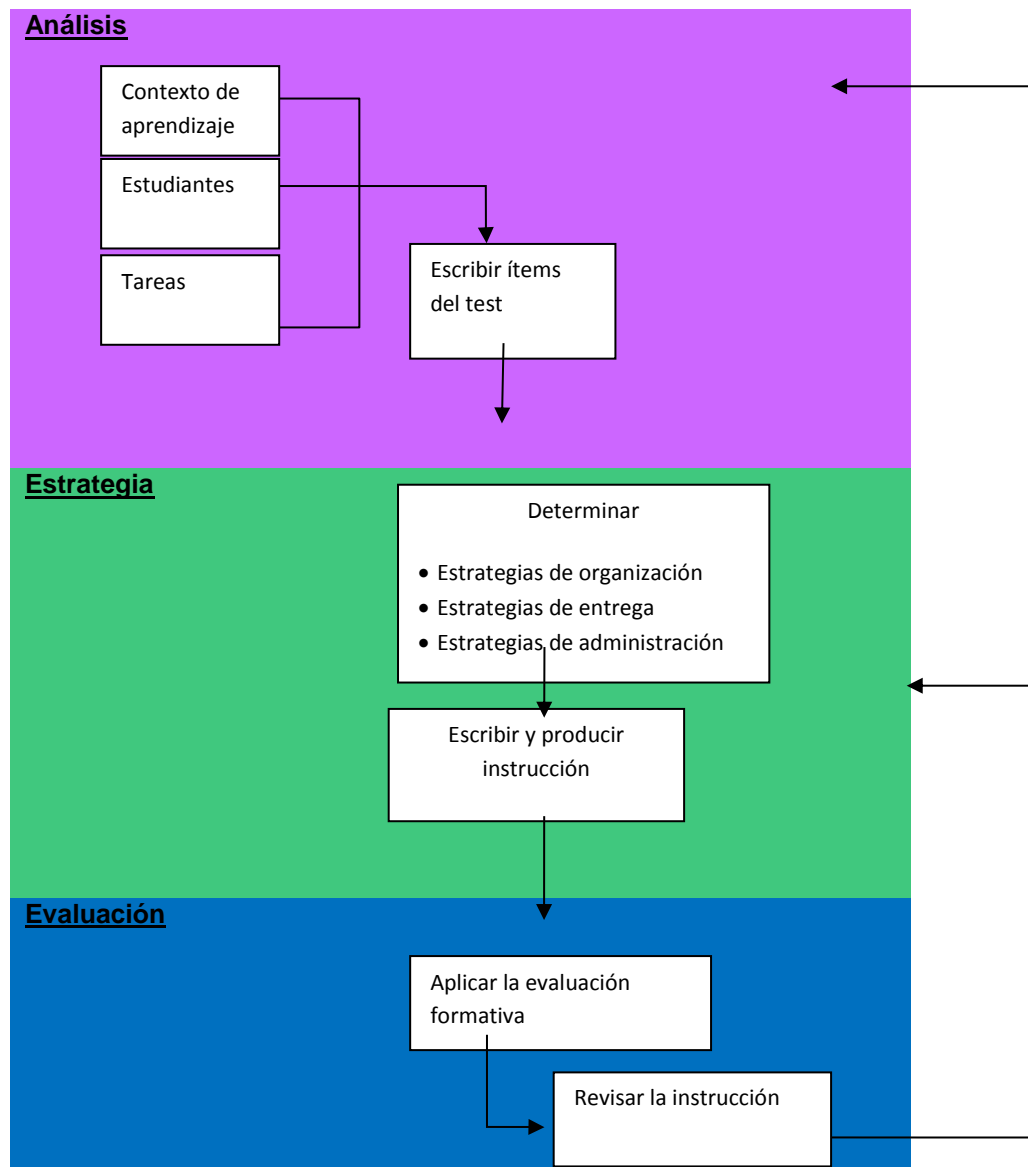 Análisis
Contexto de
aprendizaje
Estudiantes
Tareas
Escribir ítems
del test
Estrategia
Determinar
• Estrategias de organización
• Estrategias de entrega
• Estrategias de administración
Escribir y producir
instrucción
Evaluación
Aplicar la evaluación
formativa
Revisar la instrucción